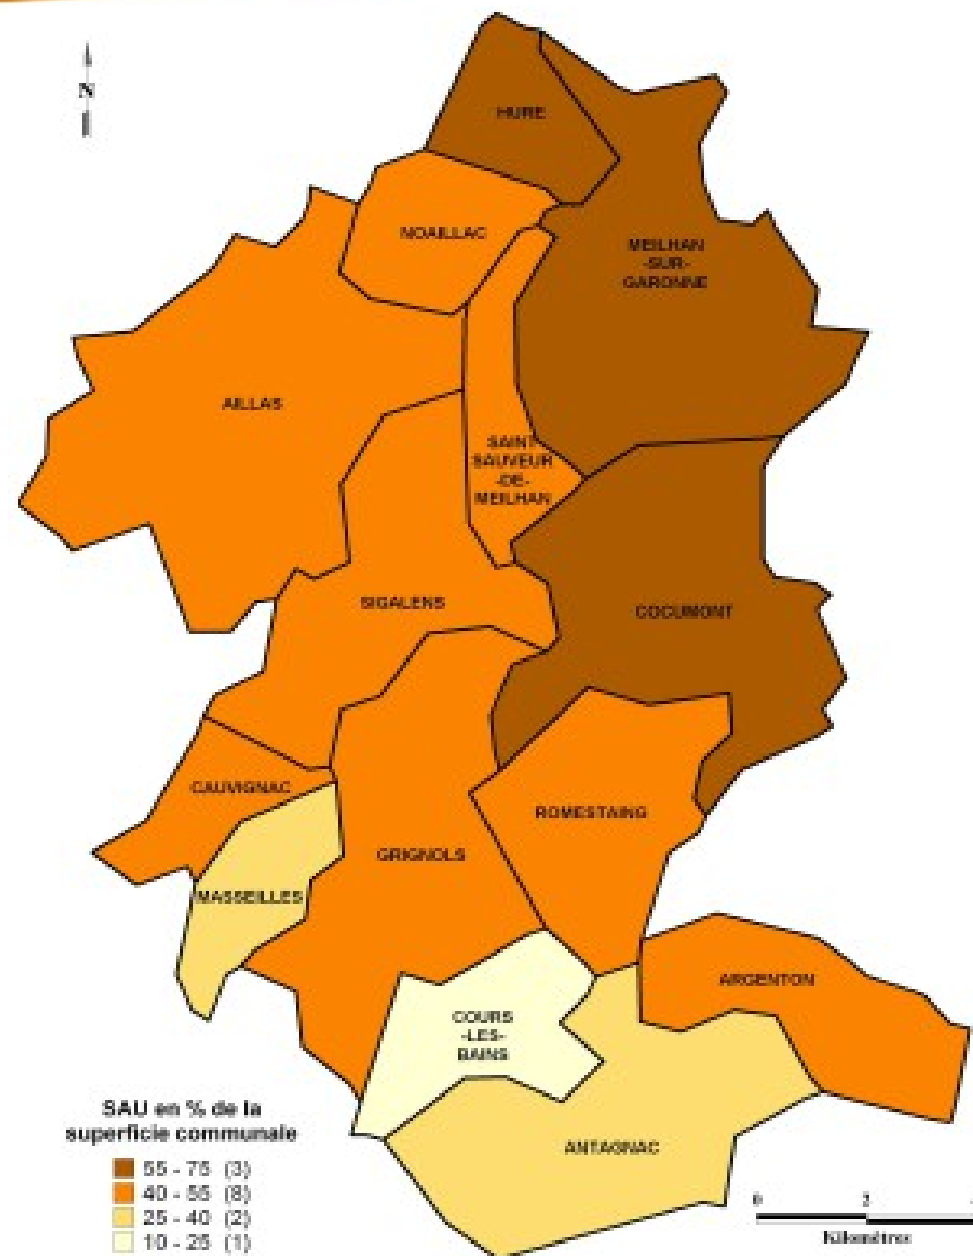 N
HURE
NOAILLAC
MEILHAN
-SUR-
GARONNE
AILLAS
SAINT-
SAUVEUR
-DE-
MEILHAN
SIGALENS
COCUMONT
CAUVIGNAC
ROMESTAING
GRIGNOLS
MASSEILLES
ARGENTON
COURS
-LES-
BAINS
ANTAGNAC
SAU en % de la
superficie communale
55 - 75 (3)
40 - 55 (8)
25 - 40 (2)
10 - 25 (1)
0 2
kilomètres